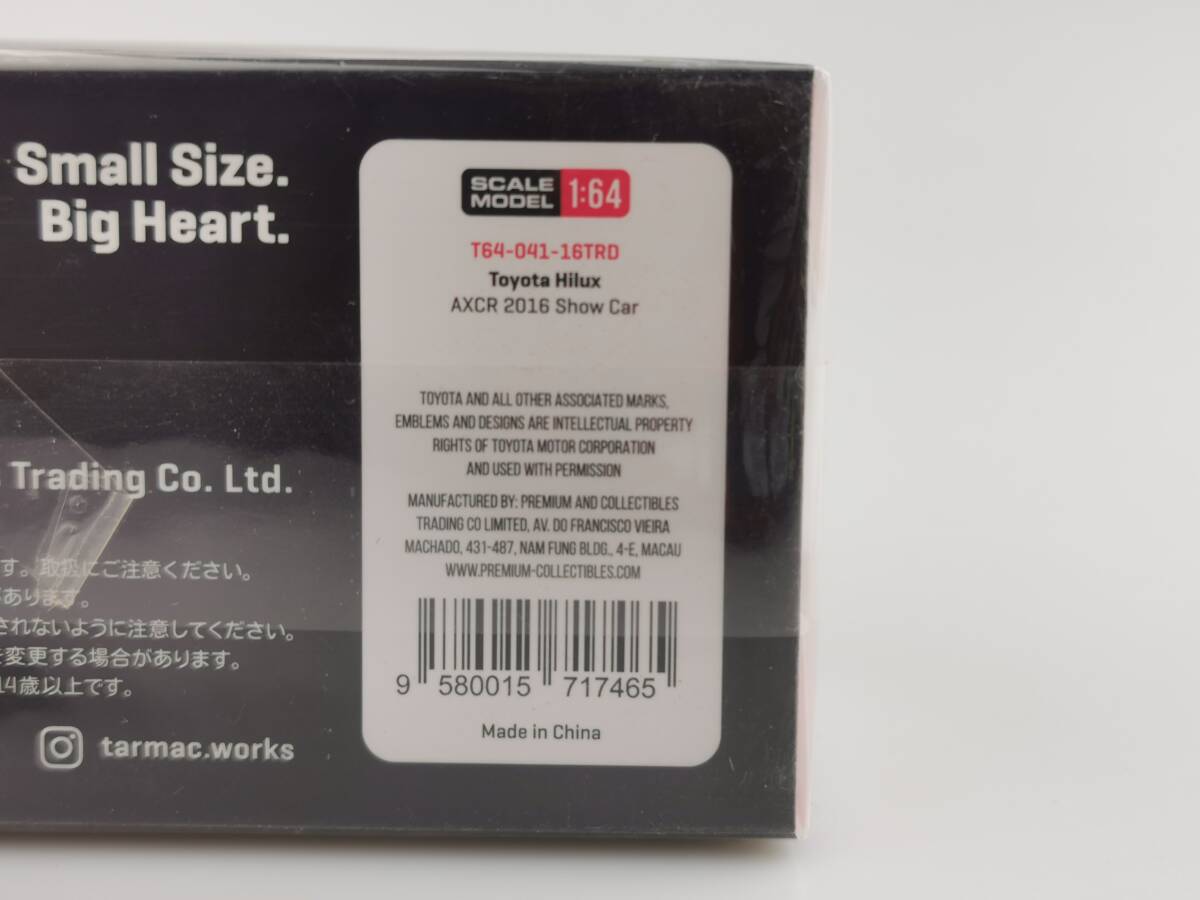 Small Size.
Big Heart.
Trading Co. Ltd.
す。取扱にご注意ください。
があります。
されないように注意してください。
を変更する場合があります。
14歳以上です。
tarmac.works
SCALE
MODEL
1:64
T64-041-16TRD
Toyota Hilux
AXCR 2016 Show Car
TOYOTA AND ALL OTHER ASSOCIATED MARKS,
EMBLEMS AND DESIGNS ARE INTELLECTUAL PROPERTY
RIGHTS OF TOYOTA MOTOR CORPORATION
AND USED WITH PERMISSION
MANUFACTURED BY: PREMIUM AND COLLECTIBLES
TRADING CO LIMITED, AV. DO FRANCISCO VIEIRA
MACHADO, 431-487, NAM FUNG BLDG., 4-E, MACAU
WWW.PREMIUM-COLLECTIBLES.COM
9 580015 717465
Made in China